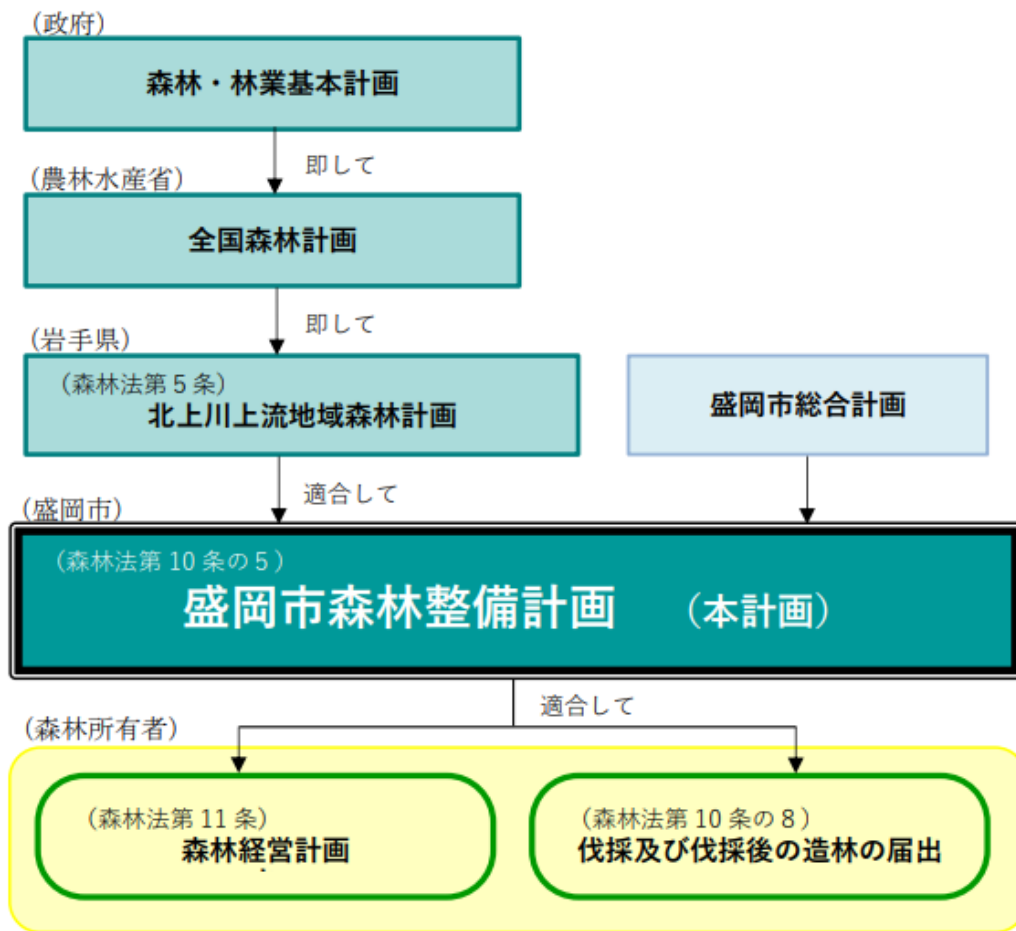 (政府)
森林・林業基本計画
即して
(農林水産省)
全国森林計画
即して
(岩手県)
(森林法第5条)
北上川上流地域森林計画
盛岡市総合計画
適合して
(盛岡市)
(森林法第10条の5)
盛岡市森林整備計画 (本計画)
適合して
(森林所有者)
(森林法第11条)
森林経営計画
(森林法第10条の8)
伐採及び伐採後の造林の届出